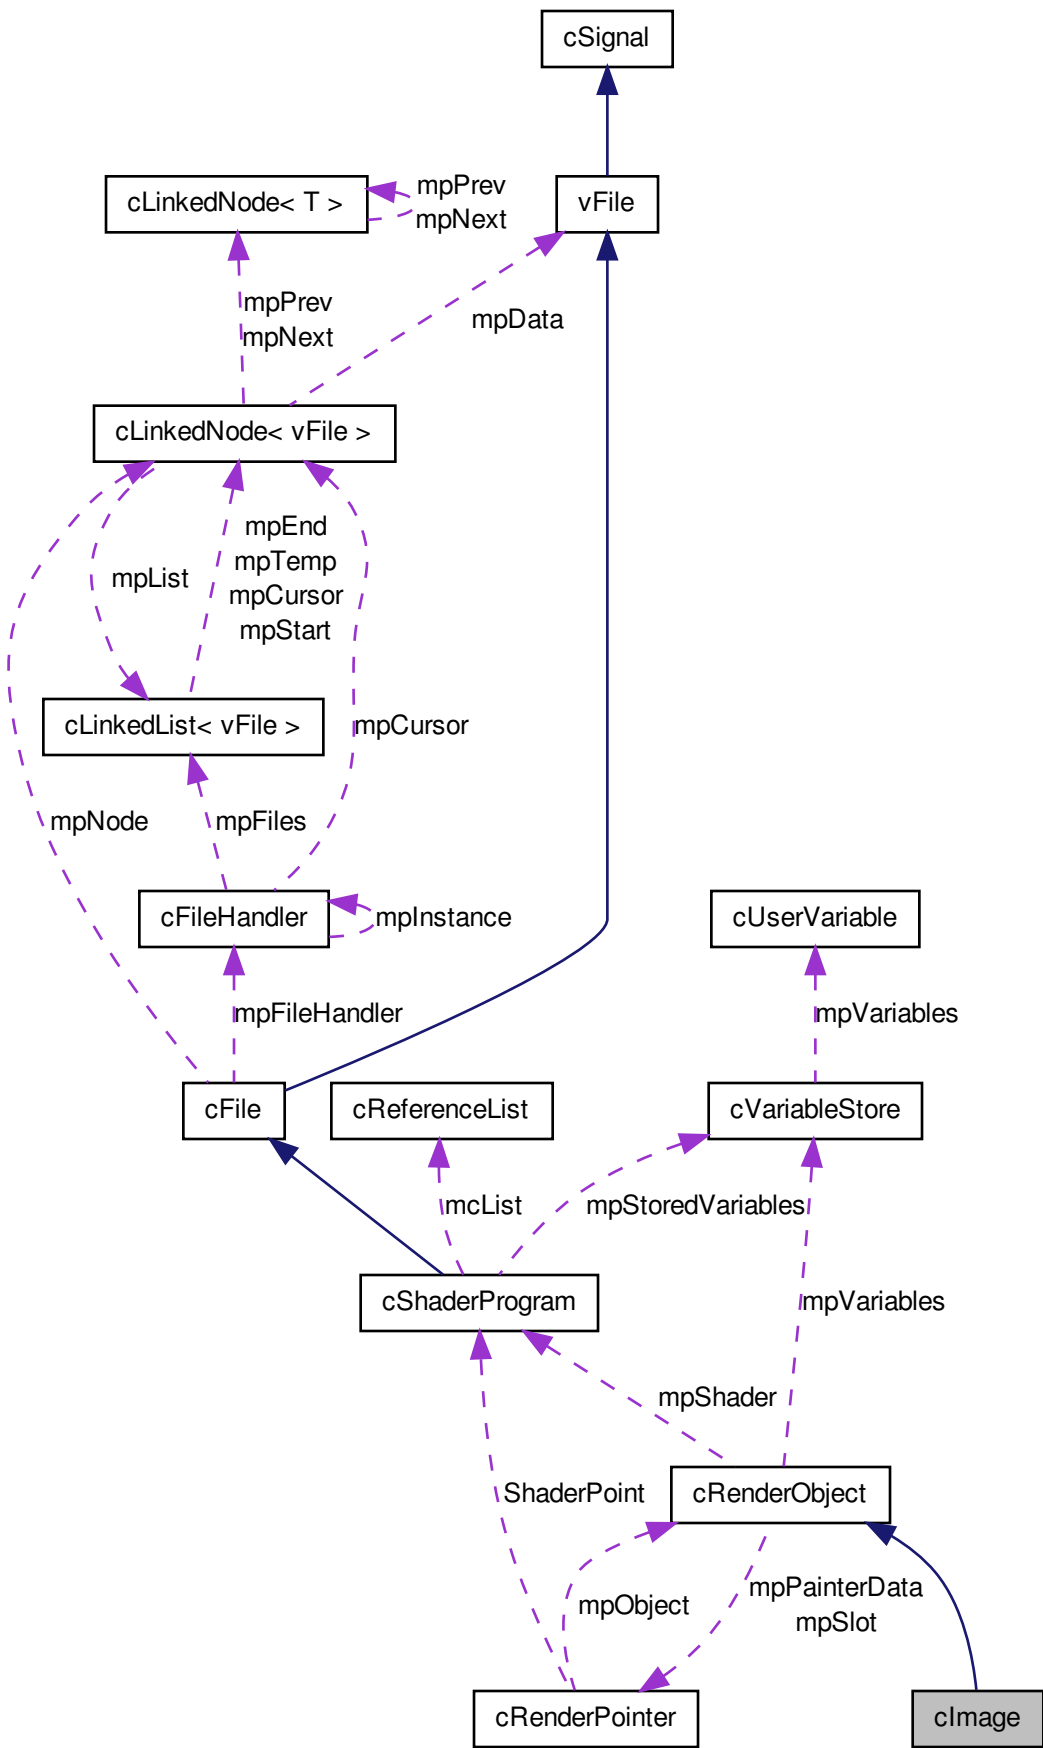 cSignal
cLinkedNode< T >
mpPrev
mpNext
vFile
mpPrev
mpNext
mpData
cLinkedNode< vFile >
mpEnd
mpTemp
mpCursor
mpStart
mpList
cLinkedList< vFile >
mpCursor
mpNode
mpFiles
cFileHandler
mpInstance
cUserVariable
mpFileHandler
mpVariables
cFile
cReferenceList
cVariableStore
mcList
mpStoredVariables
cShaderProgram
mpVariables
mpShader
ShaderPoint
cRenderObject
mpObject
mpPainterData
mpSlot
cRenderPointer
cImage